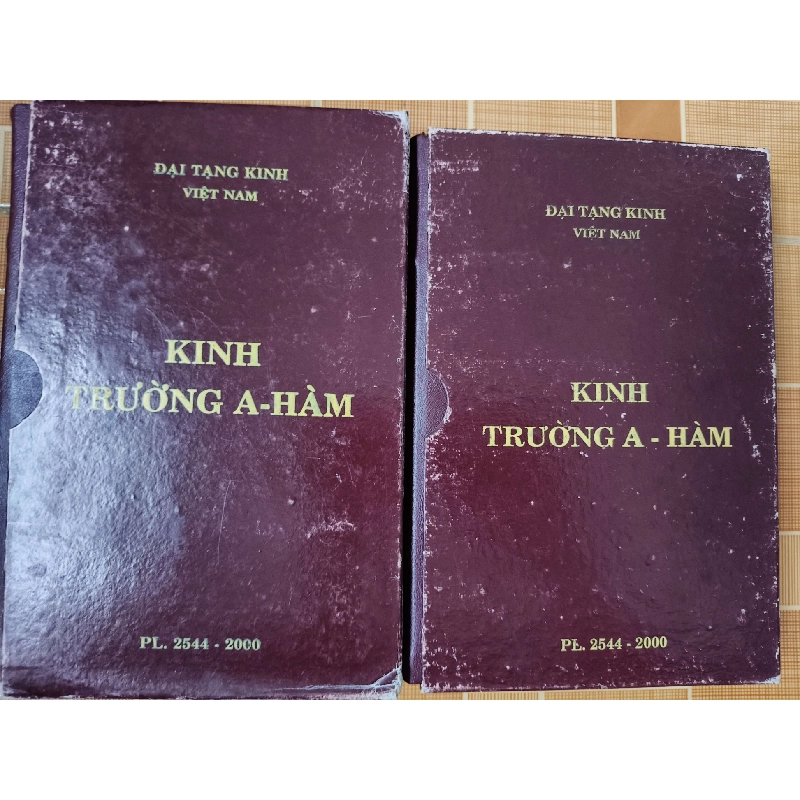 ĐẠI TẠNG KINH
VIỆT NAM
KINH
TRƯỜNG A-HÀM
PL. 2544 - 2000
ĐẠI TẠNG KINH
VIỆT NAM
KINH
TRƯỜNG A - HÀM
PL. 2544 - 2000